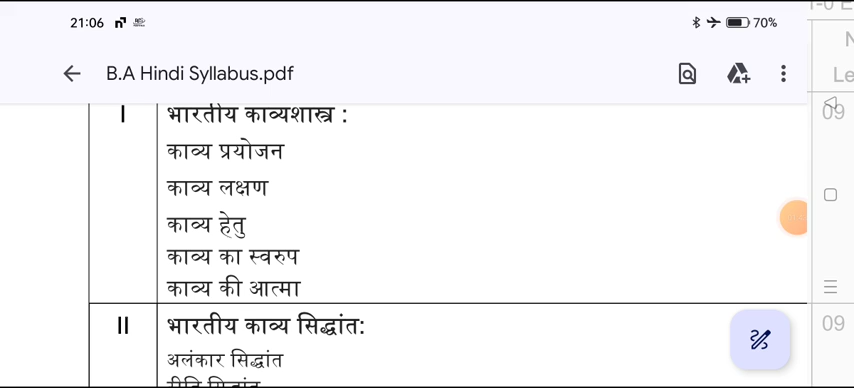 21:06 70%
B.A Hindi Syllabus.pdf
I भारतीय काव्यशास्त्र :
काव्य प्रयोजन
काव्य लक्षण
काव्य हेतु
काव्य का स्वरुप
काव्य की आत्मा
II भारतीय काव्य सिद्धांत:
अलंकार सिद्धांत
09
09